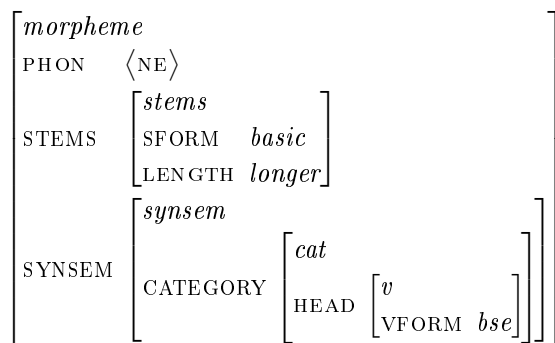 morpheme
PHON ⟨NE⟩
stems
STEMS SFORM basic
LENGTH longer
synsem
cat
SYNSEM CATEGORY HEAD v
VFORM bse